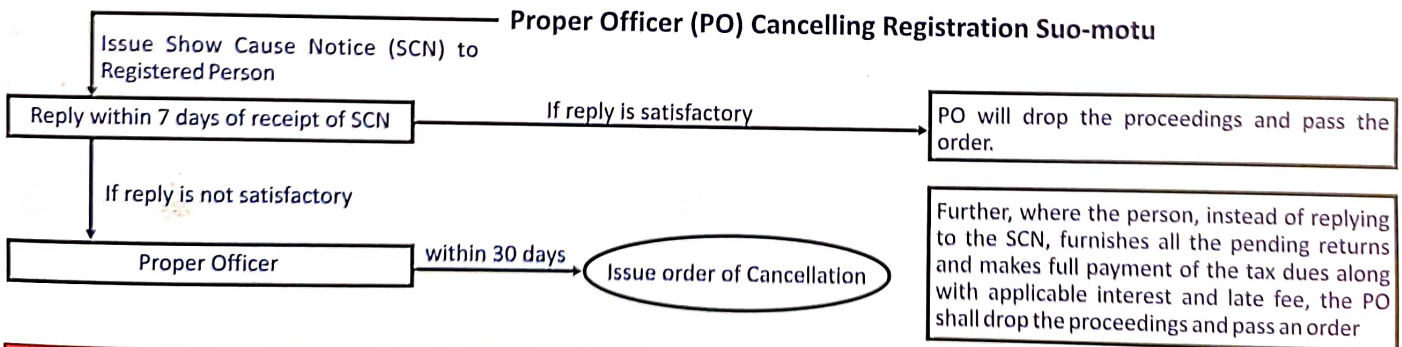 Proper Officer (PO) Cancelling Registration Suo-motu
Issue Show Cause Notice (SCN) to
Registered Person
Reply within 7 days of receipt of SCN
If reply is satisfactory
PO will drop the proceedings and pass the
order.
If reply is not satisfactory
Proper Officer
within 30 days
Issue order of Cancellation
Further, where the person, instead of replying
to the SCN, furnishes all the pending returns
and makes full payment of the tax dues along
with applicable interest and late fee, the PO
shall drop the proceedings and pass an order